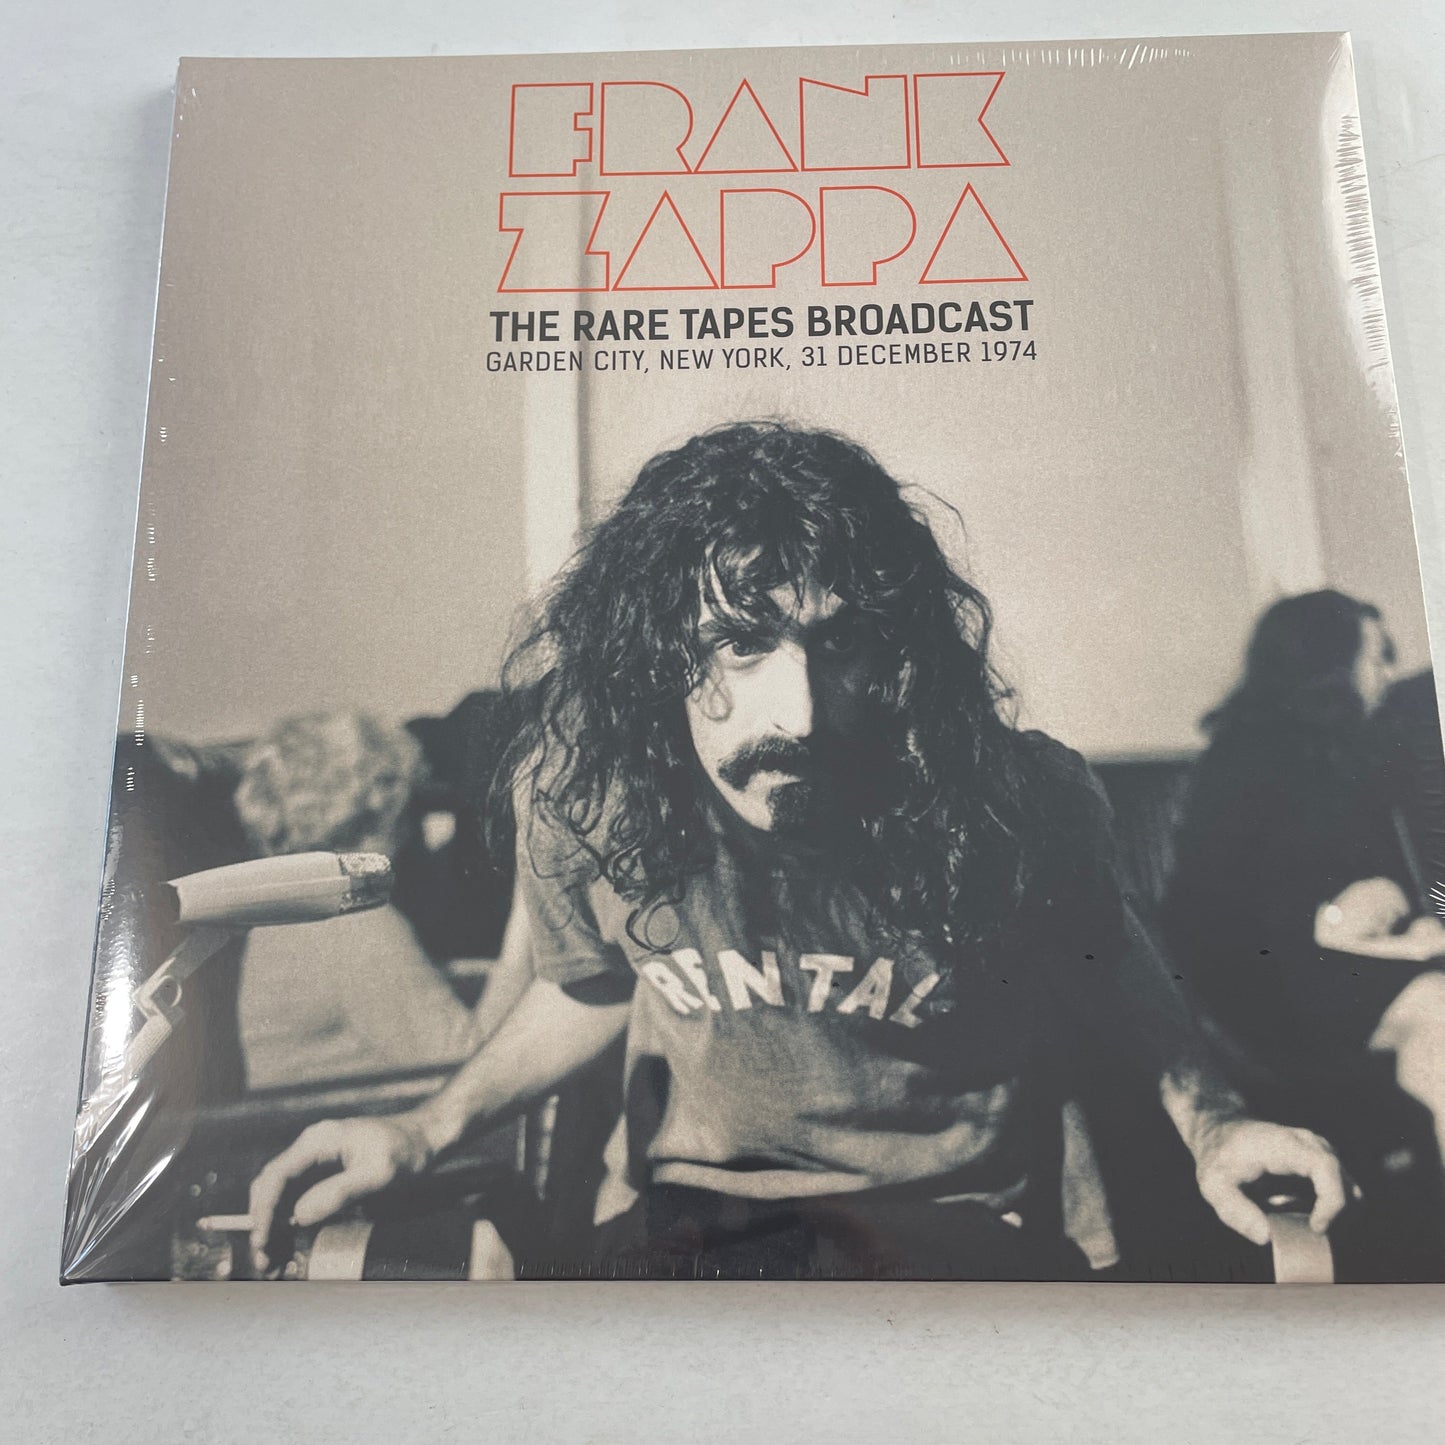 FRANK
ZAPPA
THE RARE TAPES BROADCAST
GARDEN CITY, NEW YORK, 31 DECEMBER 1974
RENTAL